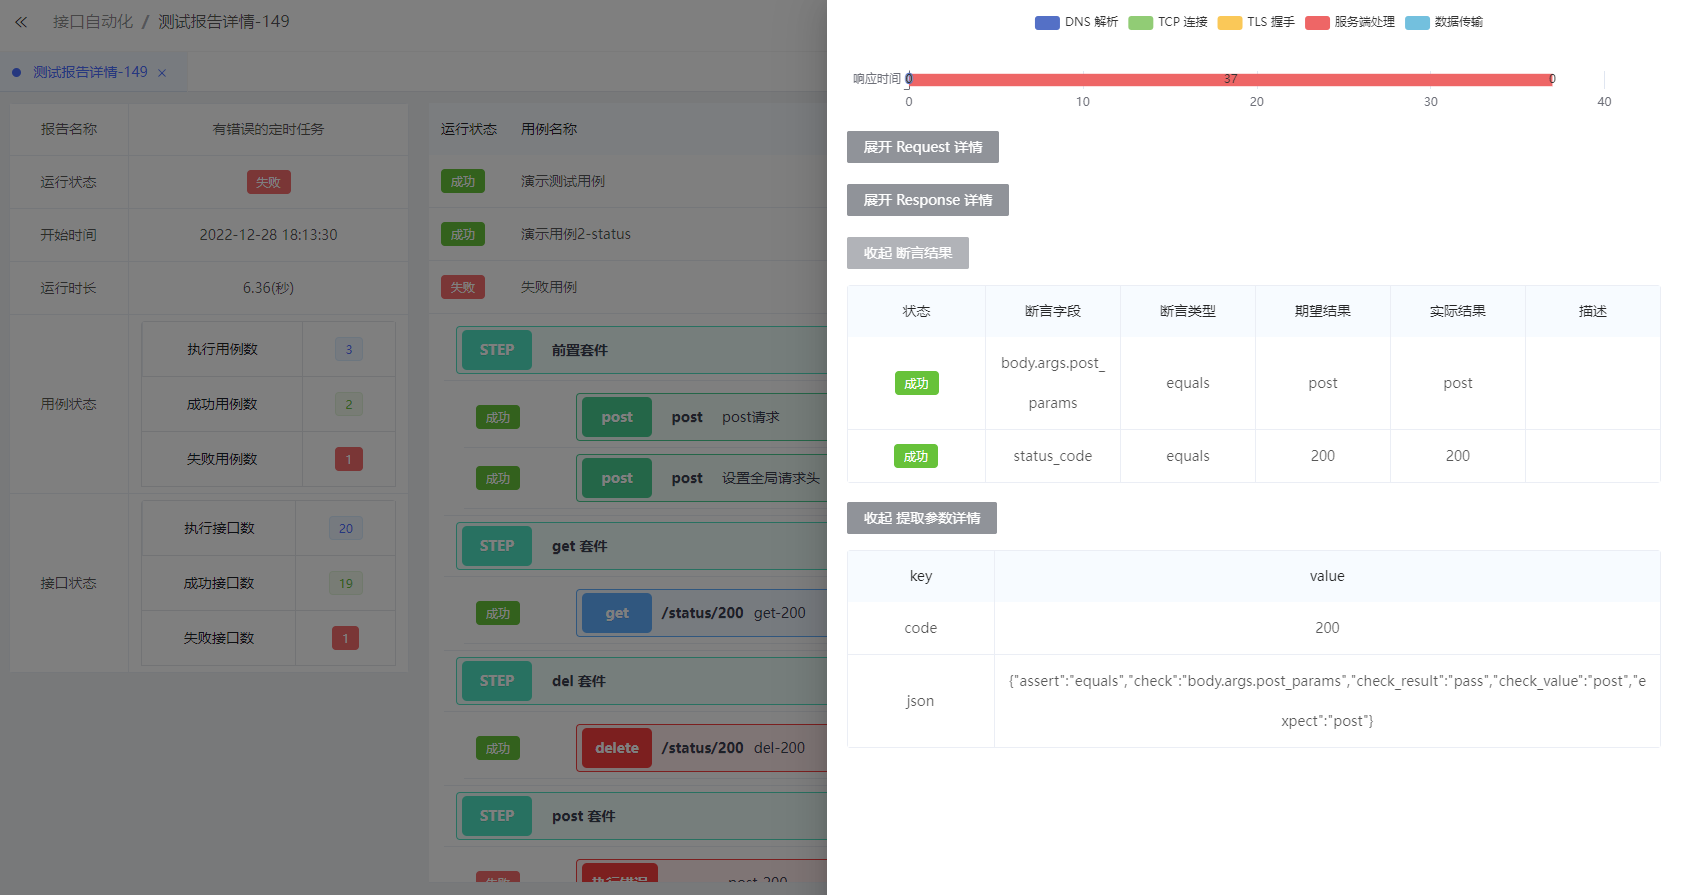 接口自动化 / 测试报告详情-149
测试报告详情-149 ×
报告名称 有错误的定时任务
运行状态 失败
开始时间 2022-12-28 18:13:30
运行时长 6.36(秒)
用例状态
执行用例数 3
成功用例数 2
失败用例数 1
接口状态
执行接口数 20
成功接口数 19
失败接口数 1
运行状态 用例名称
成功 演示测试用例
成功 演示用例2-status
失败 失败用例
STEP 前置套件
成功 post post post请求
成功 post post 设置全局请求头
STEP get 套件
成功 get /status/200 get-200
STEP del 套件
成功 delete /status/200 del-200
STEP post 套件
失败 执行错误 post-200
DNS 解析 TCP 连接 TLS 握手 服务端处理 数据传输
响应时间 0 37 0
0 10 20 30 40
展开 Request 详情
展开 Response 详情
收起 断言结果
状态 断言字段 断言类型 期望结果 实际结果 描述
成功 body.args.post_
params equals post post
成功 status_code equals 200 200
收起 提取参数详情
key value
code 200
json {"assert":"equals","check":"body.args.post_params","check_result":"pass","check_value":"post","e
xpect":"post"}